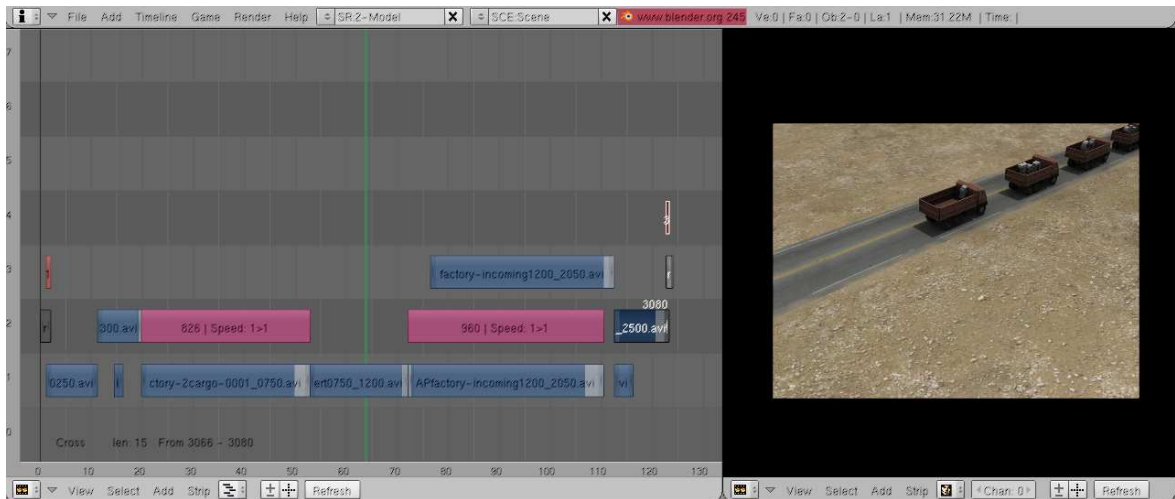 File Add Timeline Game Render Help SR:2-Model X SCE:Scene X www.blender.org 245 Ve:0 | Fa:0 | Ob:2-0 | La:1 | Mem:31.22M | Time: |
7
6
5
4
3
3 factory-incoming1200_2050.avi r
3080
2 r 300.avi 826 | Speed: 1>1 960 | Speed: 1>1 _2500.avi
1 0250.avi i ctory-2cargo-0001_0750.avi ert0750_1200.avi APfactory-incoming1200_2050.avi vi
0 Cross len: 15 From 3066 - 3080
0 10 20 30 40 50 60 70 80 90 100 110 120 130
View Select Add Strip Refresh View Select Add Strip Chan: 0 Refresh